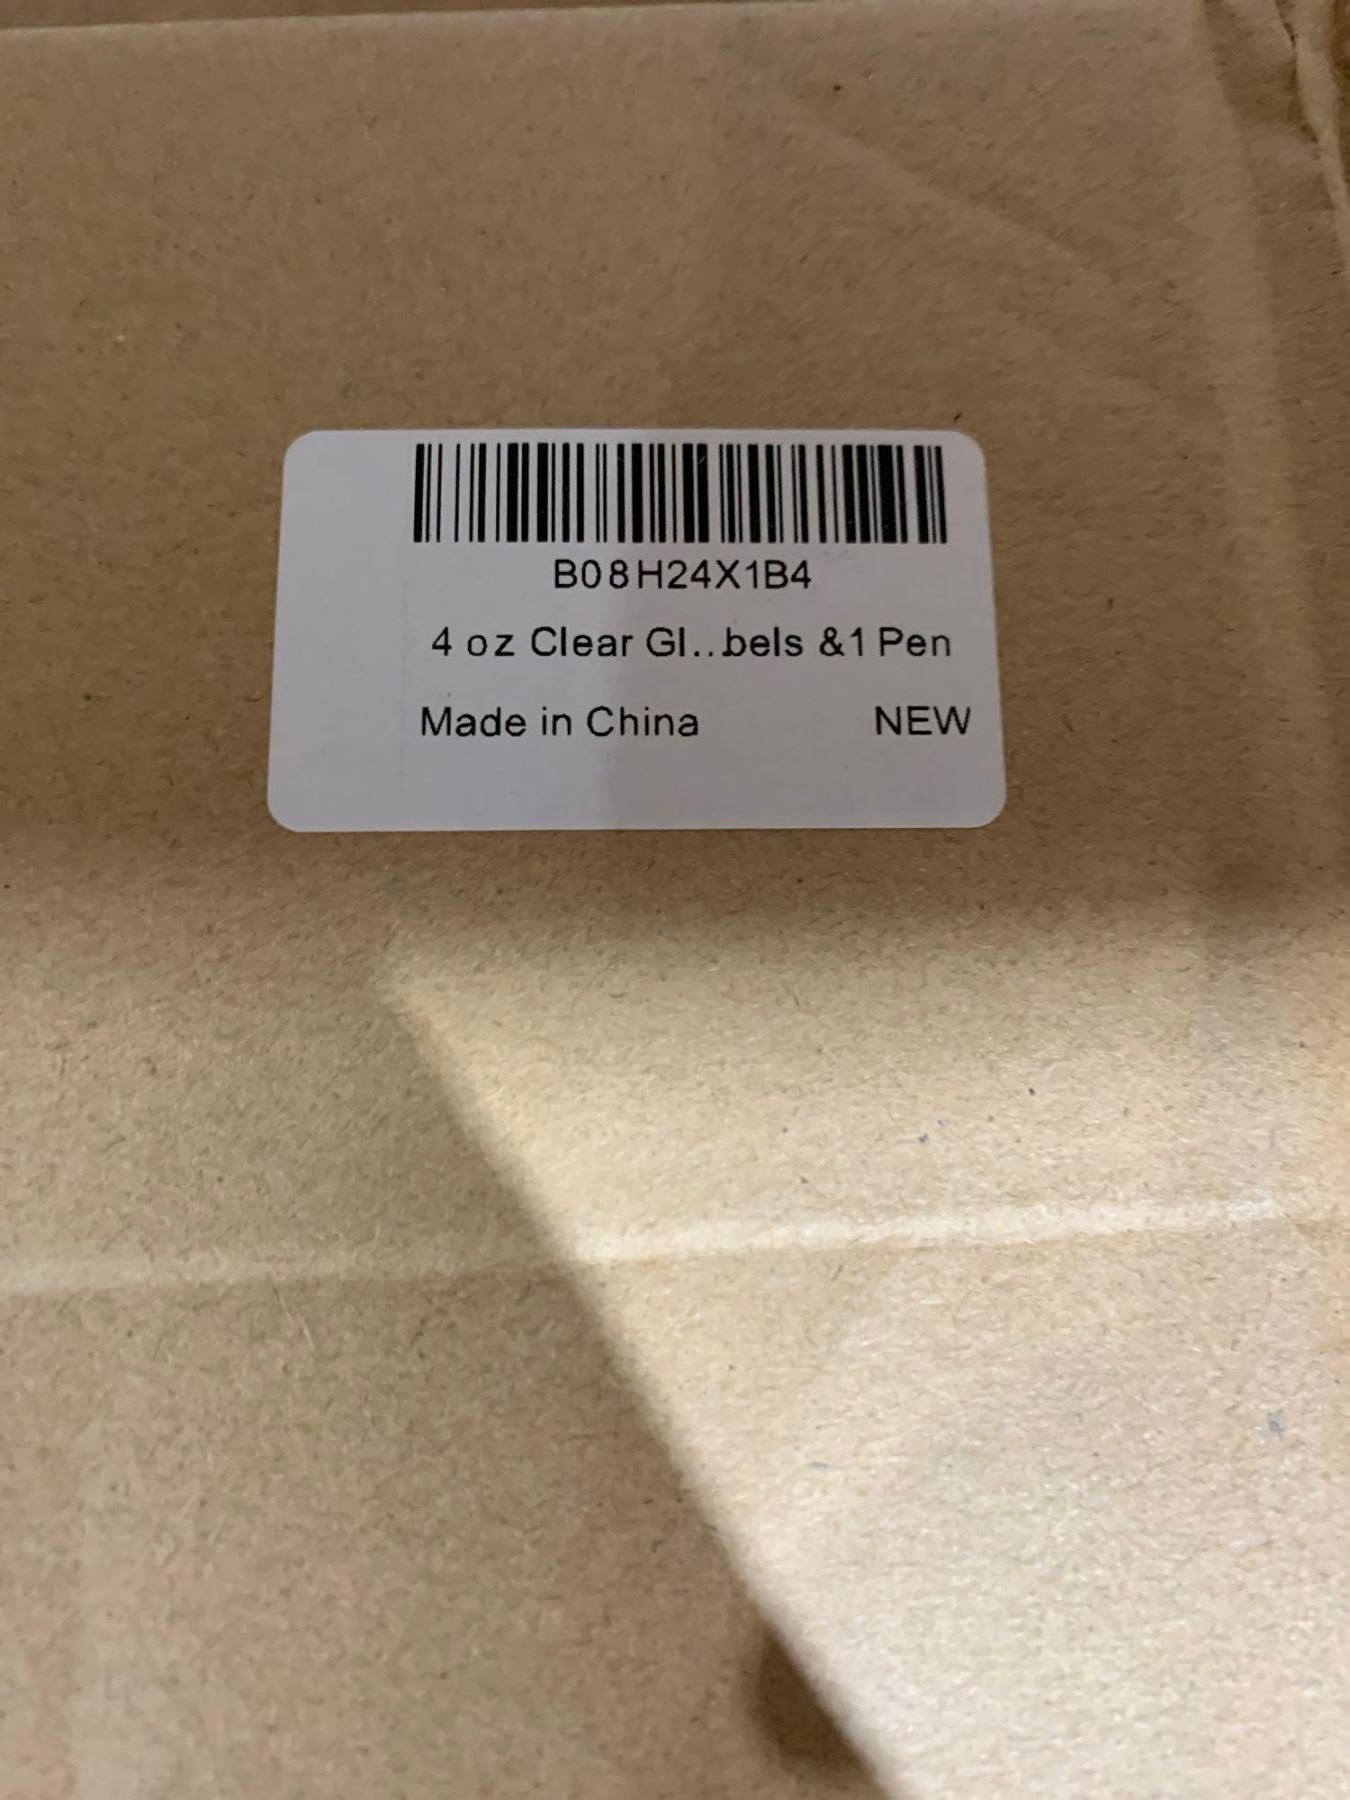 B08H24X1B4
4 oz Clear Gl..bels &1 Pen
Made in China NEW